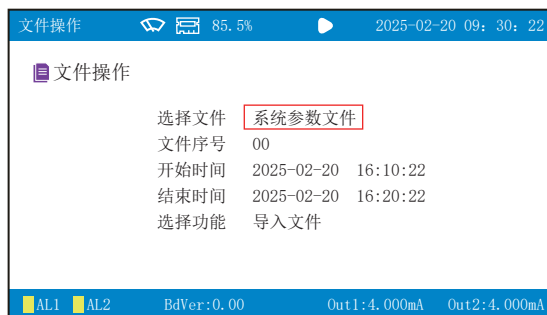 文件操作 85.5% 2025-02-20 09: 30: 22
文件操作
选择文件 系统参数文件
文件序号 00
开始时间 2025-02-20 16:10:22
结束时间 2025-02-20 16:20:22
选择功能 导入文件
AL1 AL2 BdVer:0.00 Out1:4.000mA Out2:4.000mA